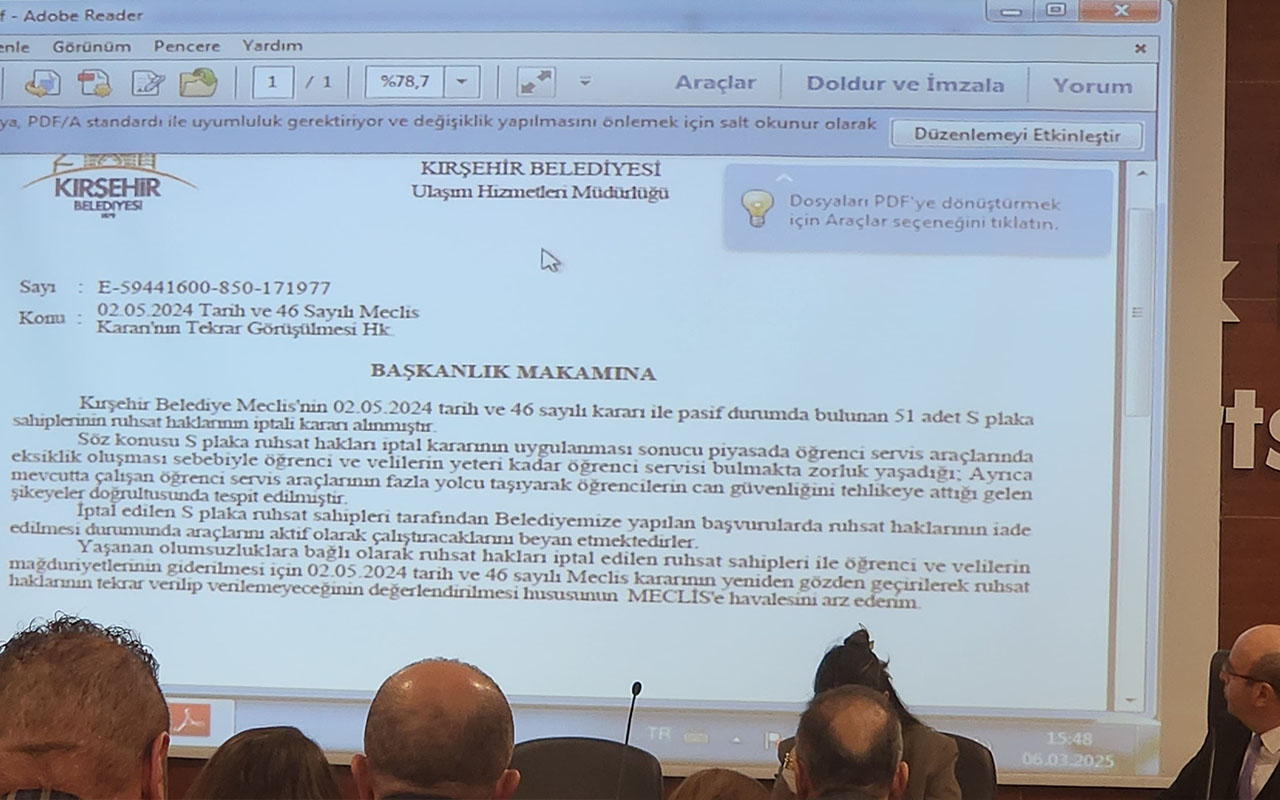 f - Adobe Reader
enle Görünüm Pencere Yardım
1 / 1 %78,7 Araçlar Doldur ve İmzala Yorum
ya, PDF/A standardı ile uyumluluk gerektiriyor ve değişiklik yapılmasını önlemek için salt okunur olarak Düzenlemeyi Etkinleştir
KIRŞEHİR
BELEDİYESİ
KIRŞEHİR BELEDİYESİ
Ulaşım Hizmetleri Müdürlüğü
Dosyaları PDF'ye dönüştürmek
için Araçlar seçeneğini tıklatın.
Sayı : E-59441600-850-171977
Konu : 02.05.2024 Tarih ve 46 Sayılı Meclis
Kararı'nın Tekrar Görüşülmesi Hk.
BAŞKANLIK MAKAMINA
Kırşehir Belediye Meclis'nin 02.05.2024 tarih ve 46 sayılı kararı ile pasif durumda bulunan 51 adet S plaka
sahiplerinin ruhsat haklarının iptali kararı alınmıştır.
Söz konusu S plaka ruhsat hakları iptal kararının uygulanması sonucu piyasada öğrenci servis araçlarında
eksiklik oluşması sebebiyle öğrenci ve velilerin yeteri kadar öğrenci servisi bulmakta zorluk yaşadığı; Ayrıca
mevcutta çalışan öğrenci servis araçlarının fazla yolcu taşıyarak öğrencilerin can güvenliğini tehlikeye attığı gelen
şikeyeler doğrultusunda tespit edilmiştir.
İptal edilen S plaka ruhsat sahipleri tarafından Belediyemize yapılan başvurularda ruhsat haklarının iade
edilmesi durumunda araçlarını aktif olarak çalıştıracaklarını beyan etmektedirler.
Yaşanan olumsuzluklara bağlı olarak ruhsat hakları iptal edilen ruhsat sahipleri ile öğrenci ve velilerin
mağduriyetlerinin giderilmesi için 02.05.2024 tarih ve 46 sayılı Meclis kararının yeniden gözden geçirilerek ruhsat
haklarının tekrar verilip verilemeyeceğinin değerlendirilmesi hususunun MECLİS'e havalesini arz ederim.
TR
15:48
06.03.2025